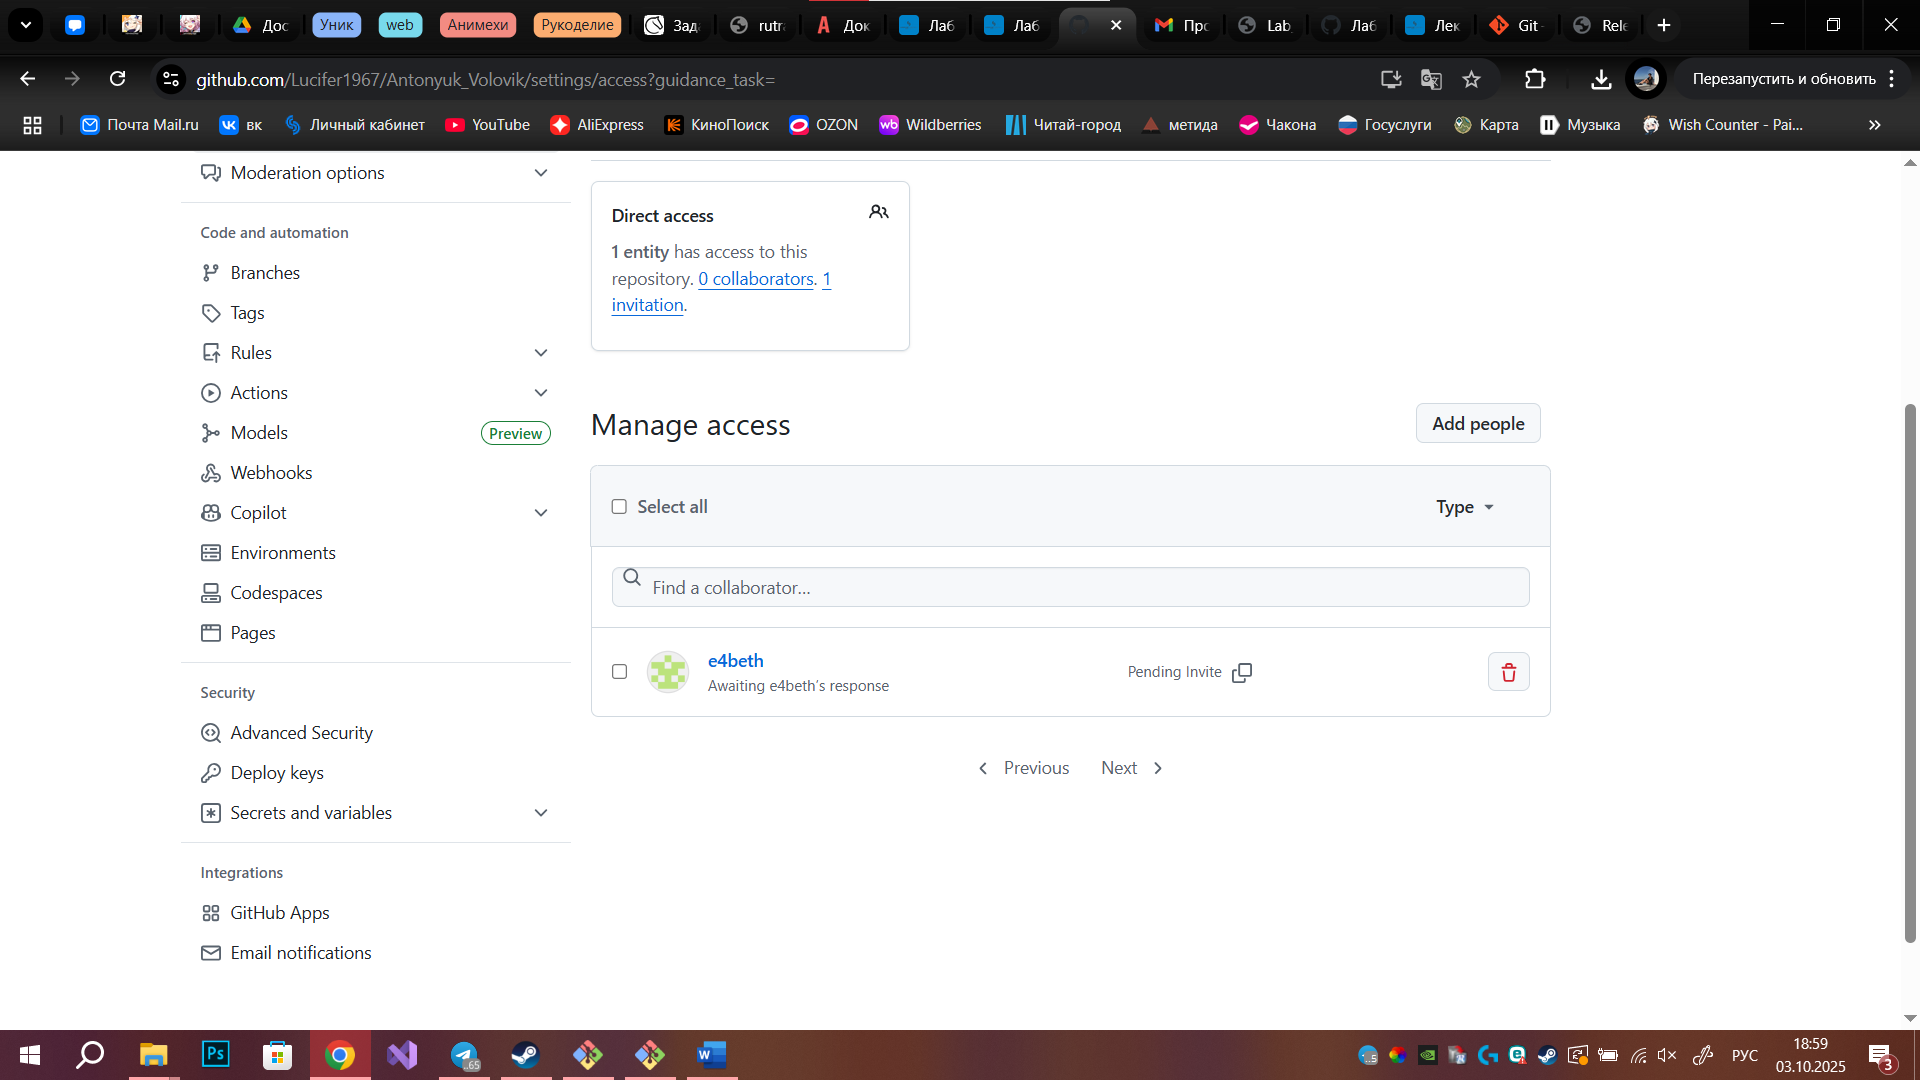 Дос
Уник
web
Анимехи
Рукоделие
Зад
rutr
Док
Лаб
Лаб
Прс
Lab_
Лаб
Лек
Git -
Rele
github.com/Lucifer1967/Antonyuk_Volovik/settings/access?guidance_task=
Перезапустить и обновить
Почта Mail.ru
вк
Личный кабинет
YouTube
AliExpress
КиноПоиск
OZON
Wildberries
Читай-город
метида
Чакона
Госуслуги
Карта
Музыка
Wish Counter - Pai...
Moderation options
Code and automation
Branches
Tags
Rules
Actions
Models
Preview
Webhooks
Copilot
Environments
Codespaces
Pages
Security
Advanced Security
Deploy keys
Secrets and variables
Integrations
GitHub Apps
Email notifications
Direct access
1 entity has access to this
repository. 0 collaborators. 1
invitation.
Manage access
Add people
Select all
Type
Find a collaborator...
e4beth
Awaiting e4beth's response
Pending Invite
Previous
Next
Ps
65
РУС
18:59
03.10.2025
3